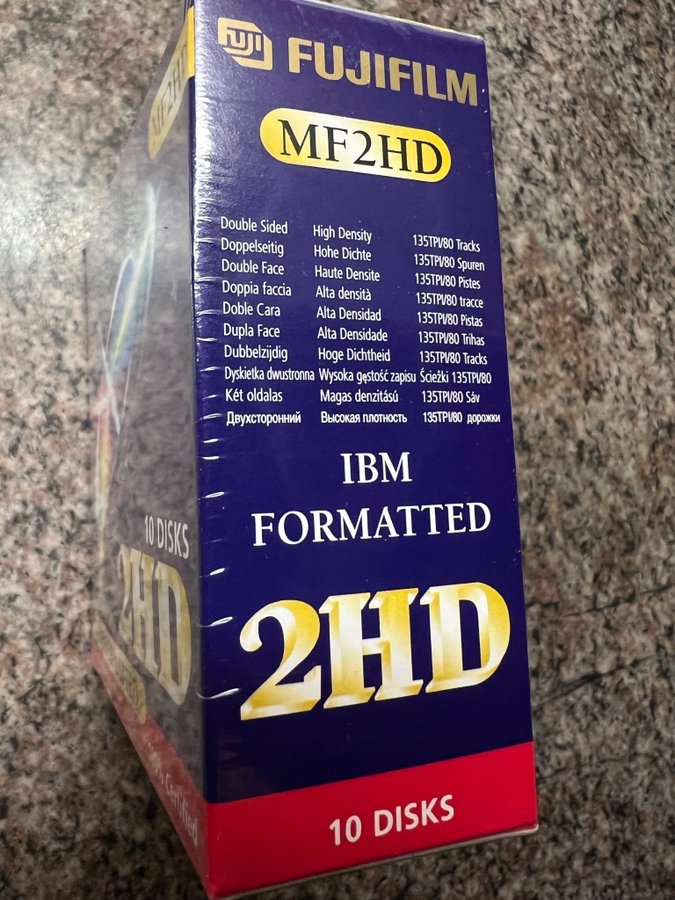 FUJI FUJIFILM
MF2HD
Double Sided High Density 135TPI/80 Tracks
Doppelseitig Hohe Dichte 135TPI/80 Spuren
Double Face Haute Densite 135TPI/80 Pistes
Doppia faccia Alta densità 135TPI/80 tracce
Doble Cara Alta Densidad 135TPI/80 Pistas
Dupla Face Alta Densidade 135TPI/80 Trihas
Dubbelzijdig Hoge Dichtheid 135TPI/80 Tracks
Dyskietka dwustronna Wysoka gęstość zapisu Ścieżki 135TPI/80
Két oldalas Magas denzitású 135TPI/80 Sáv
Двухсторонний Высокая плотность 135TPI/80 дорожки
IBM
FORMATTED
2HD
10 DISKS
MF2HD
10 DISKS
2HD
Certified